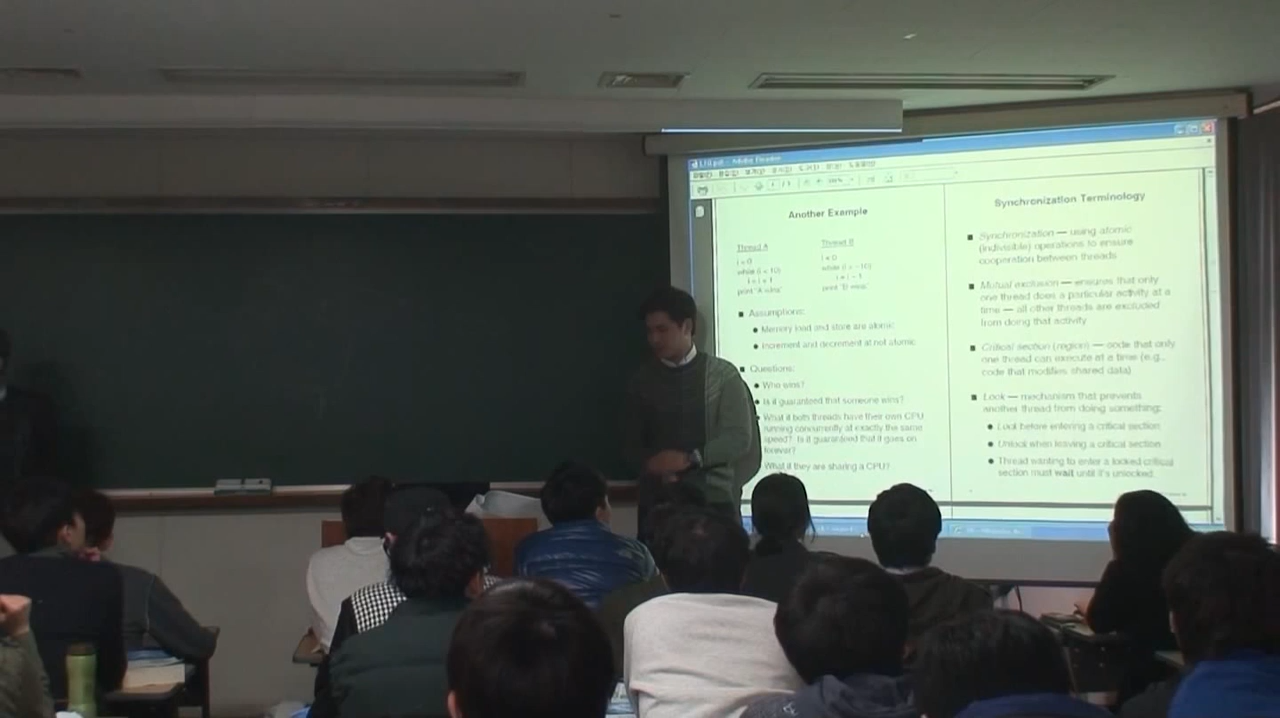 Adobe Reader
Another Example
Thread A
Thread B
i = 0
i = 0
while (i < 10)
i = i + 1
i = i - 1
Assumptions:
Memory load and store are atomic
Increment and decrement at not atomic
Questions:
Who wins?
Is it guaranteed that someone wins?
What if both threads have their own CPU
running concurrently at exactly the same
speed? Is it guaranteed that it goes on
forever?
What if they are sharing a CPU?
Synchronization Terminology
Synchronization — using atomic
(indivisible) operations to ensure
cooperation between threads
Mutual exclusion — ensures that only
one thread does a particular activity at a
time — all other threads are excluded
from doing that activity
Critical section (region) — code that only
one thread can execute at a time (e.g.,
code that modifies shared data)
Lock — mechanism that prevents
another thread from doing something:
Lock before entering a critical section
Unlock when leaving a critical section
Thread wanting to enter a locked critical
section must wait until it's unlocked